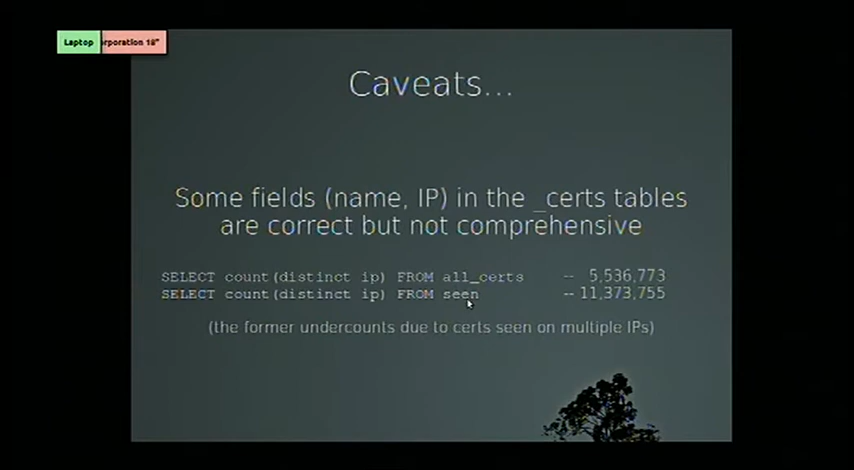 Laptop
rporation 18"
Caveats...
Some fields (name, IP) in the _certs tables
are correct but not comprehensive
SELECT count(distinct ip) FROM all_certs -- 5,536,773
SELECT count(distinct ip) FROM seen -- 11,373,755
(the former undercounts due to certs seen on multiple IPs)